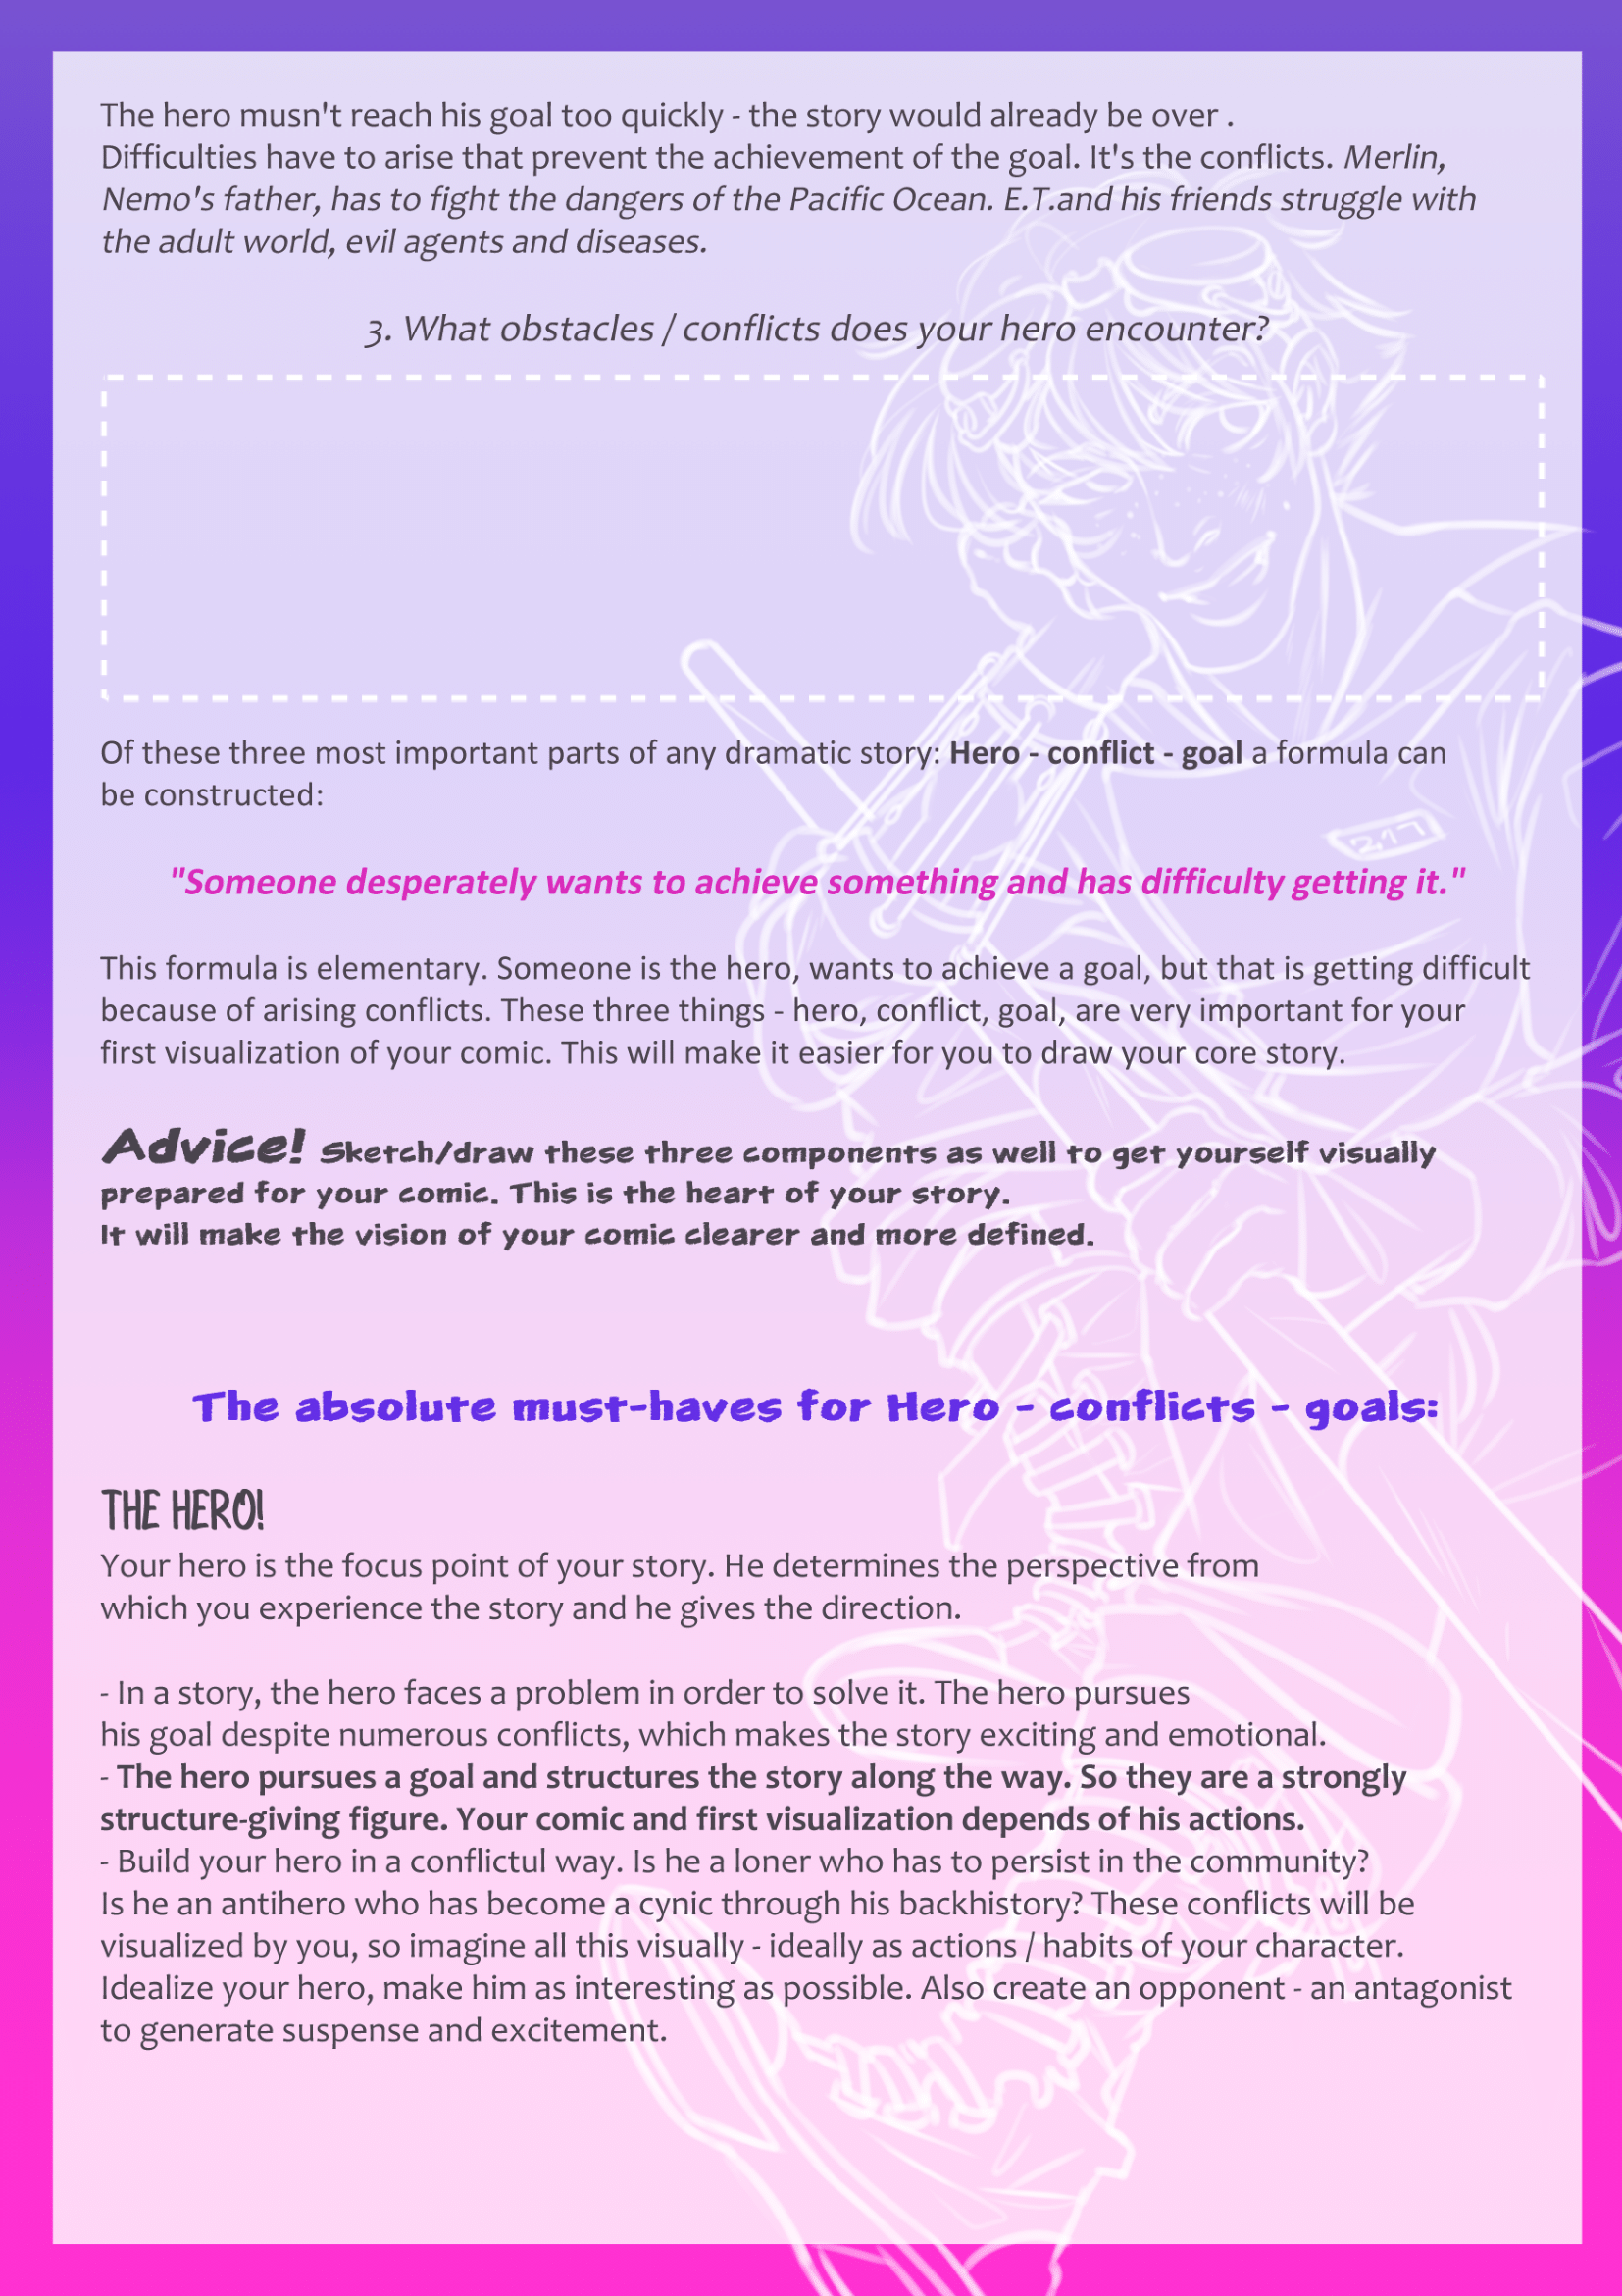 The hero musn't reach his goal too quickly - the story would already be over .
Difficulties have to arise that prevent the achievement of the goal. It's the conflicts. Merlin,
Nemo's father, has to fight the dangers of the Pacific Ocean. E.T.and his friends struggle with
the adult world, evil agents and diseases.
3. What obstacles / conflicts does your hero encounter?
Of these three most important parts of any dramatic story: Hero - conflict - goal a formula can
be constructed:
217
"Someone desperately wants to achieve something and has difficulty getting it."
This formula is elementary. Someone is the hero, wants to achieve a goal, but that is getting difficult
because of arising conflicts. These three things - hero, conflict, goal, are very important for your
first visualization of your comic. This will make it easier for you to draw your core story.
Advice! Sketch/draw these three components as well to get yourself visually
prepared for your comic. This is the heart of your story.
It will make the vision of your comic clearer and more defined.
The absolute must-haves for Hero - conflicts - goals:
THE HERO!
Your hero is the focus point of your story. He determines the perspective from
which you experience the story and he gives the direction.
- In a story, the hero faces a problem in order to solve it. The hero pursues
his goal despite numerous conflicts, which makes the story exciting and emotional.
- The hero pursues a goal and structures the story along the way. So they are a strongly
structure-giving figure. Your comic and first visualization depends of his actions.
- Build your hero in a conflictul way. Is he a loner who has to persist in the community?
Is he an antihero who has become a cynic through his backhistory? These conflicts will be
visualized by you, so imagine all this visually - ideally as actions / habits of your character.
Idealize your hero, make him as interesting as possible. Also create an opponent - an antagonist
to generate suspense and excitement.